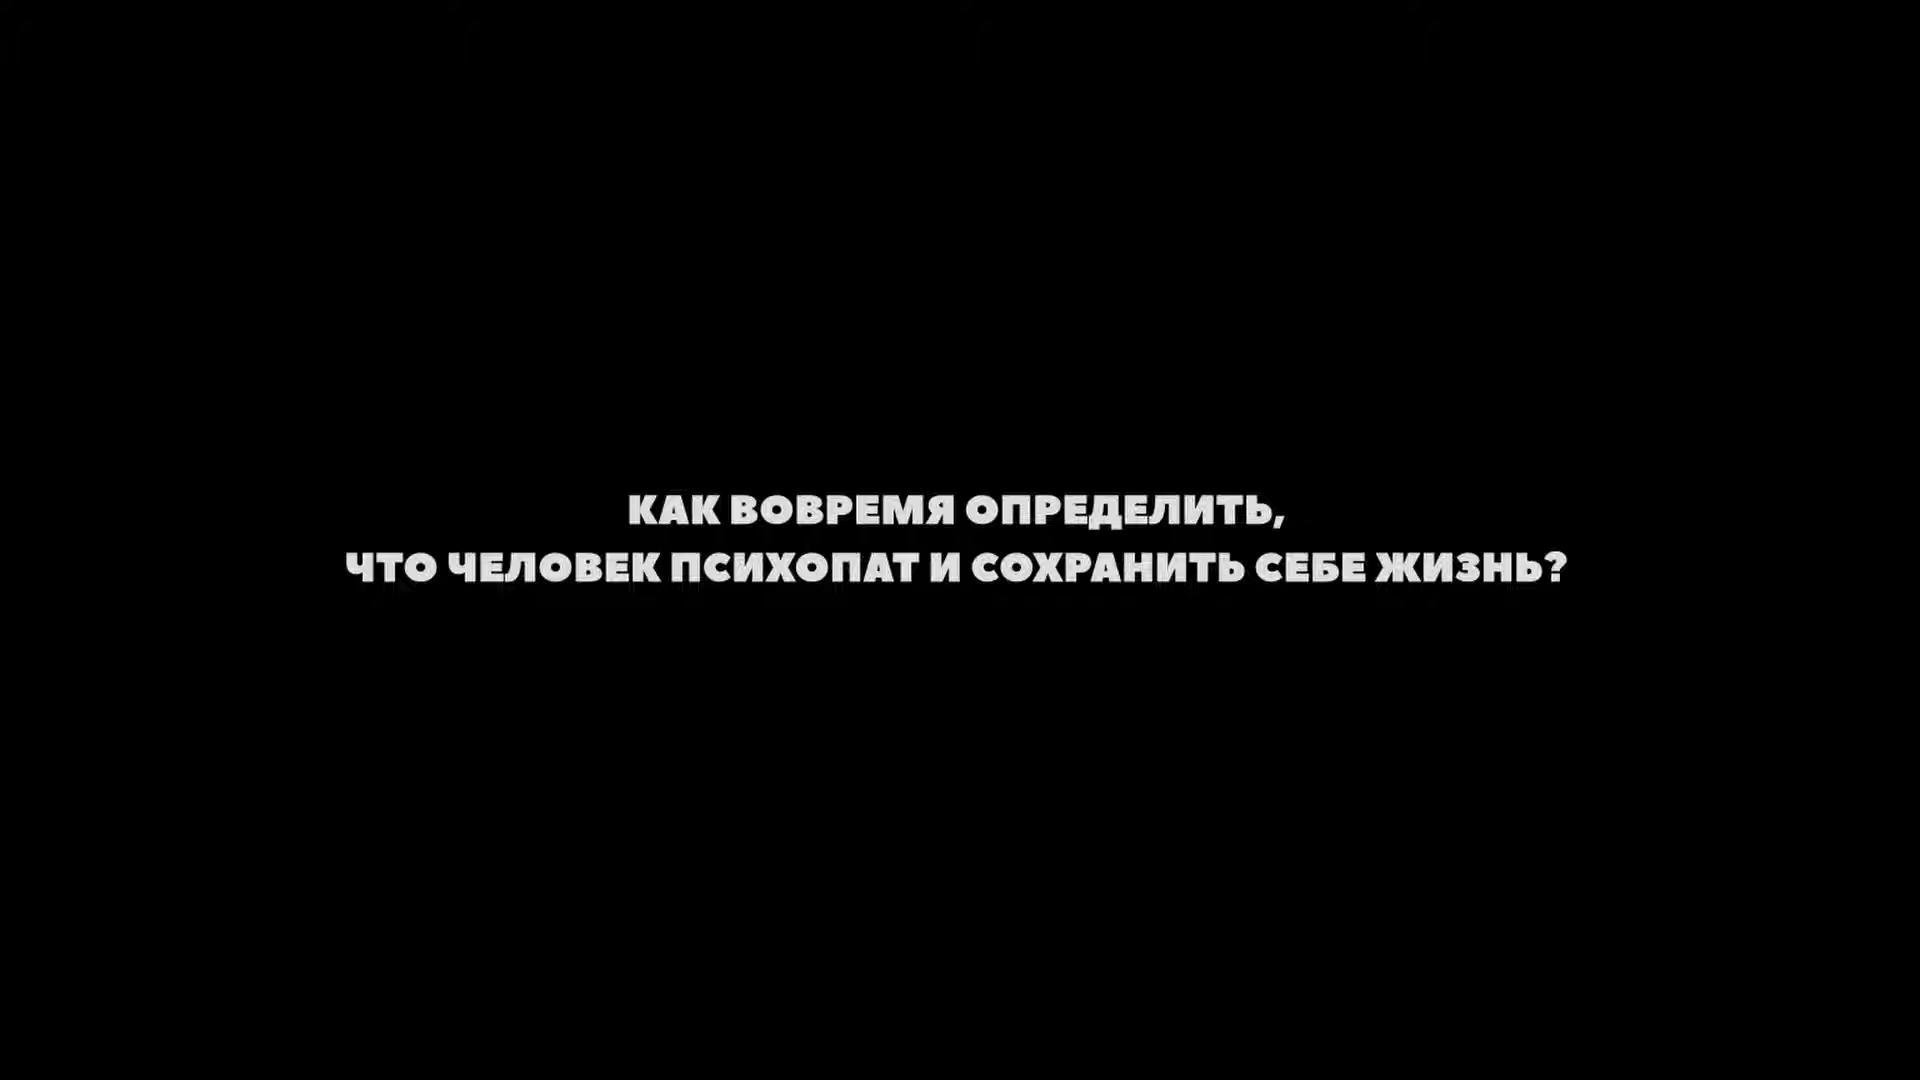 КАК ВОВРЕМЯ ОПРЕДЕЛИТЬ,
ЧТО ЧЕЛОВЕК ПСИХОПАТ И СОХРАНИТЬ СЕБЕ ЖИЗНЬ?